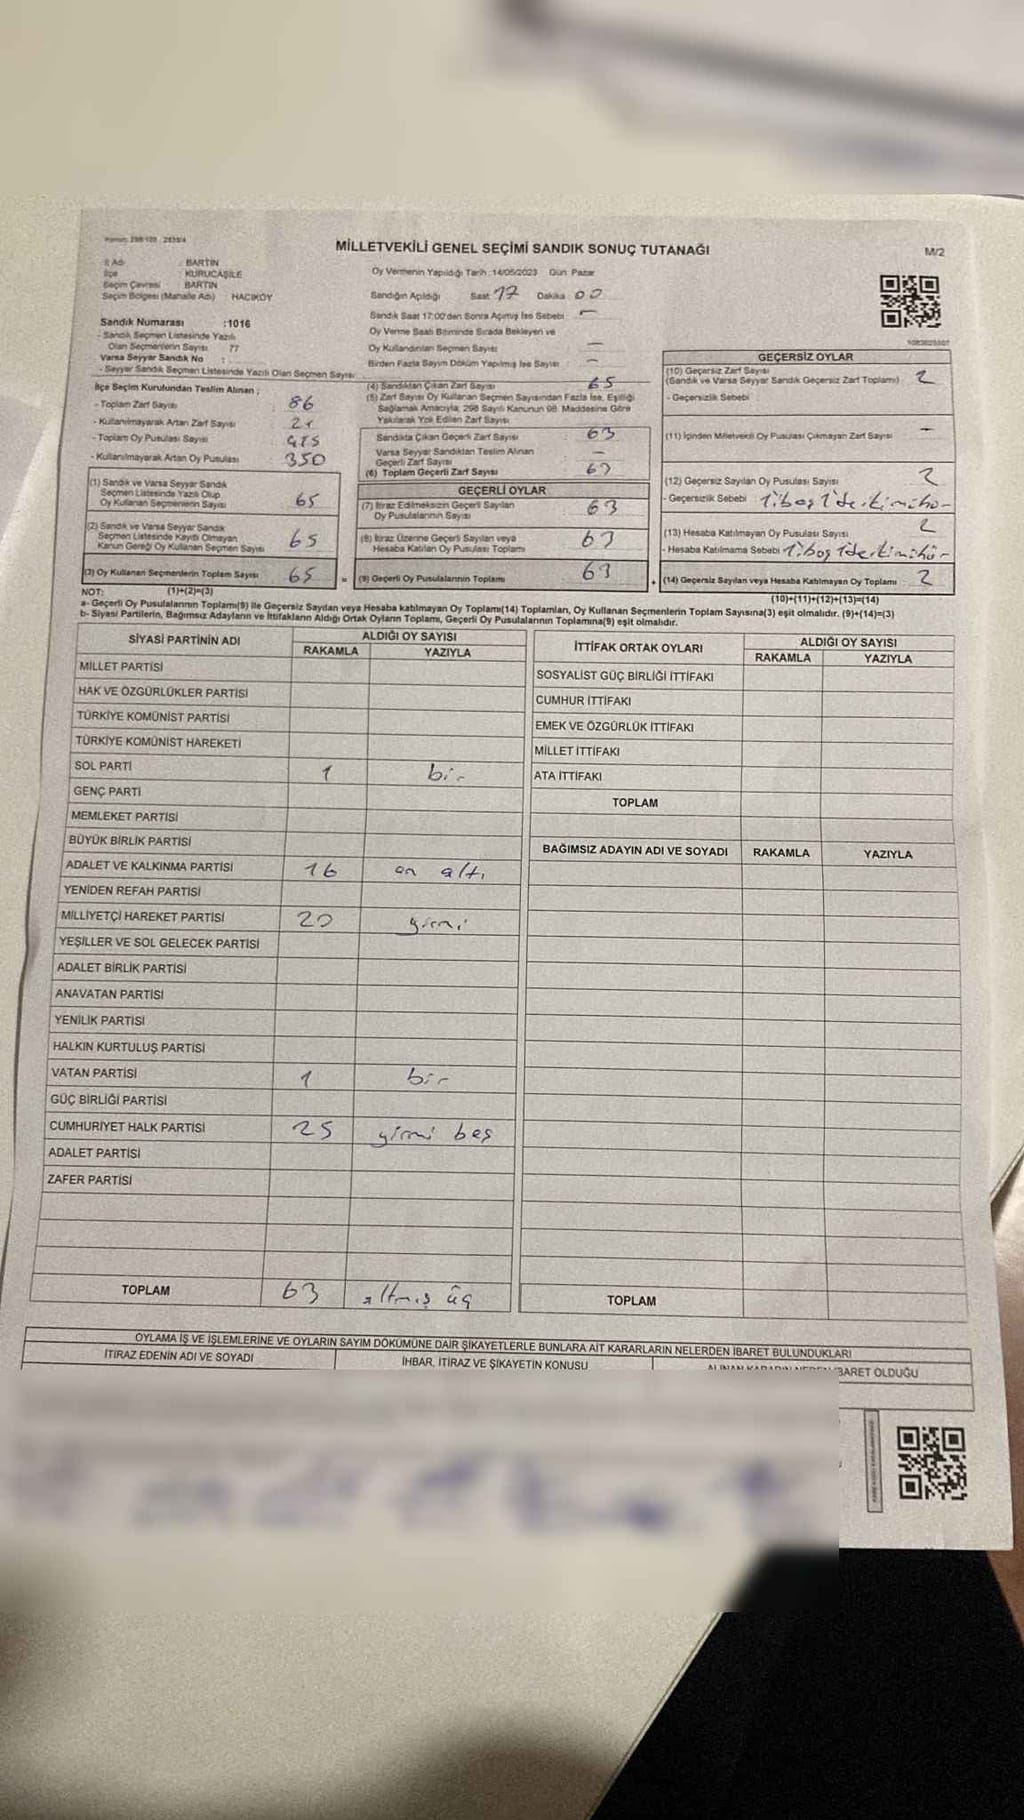 MİLLETVEKİLİ GENEL SEÇİMİ SANDIK SONUÇ TUTANAĞI
M/2
İl Adı : BARTIN
İlçe : KURUCAŞİLE
Seçim Çevresi : BARTIN
Seçim Bölgesi (Mahalle Adı) : HACIKÖY
Sandık Numarası :1016
- Sandık Seçmen Listesinde Yazılı
Olan Seçmenlerin Sayısı 77
Varsa Seyyar Sandık No :
- Seyyar Sandık Seçmen Listesinde Yazılı Olan Seçmen Sayısı :
Oy Vermenin Yapıldığı Tarih :14/05/2023 Gün: Pazar
Sandığın Açıldığı Saat 17 Dakika 00
Sandık Saat 17:00'den Sonra Açılmış İse Sebebi –
Oy Verme Saati Bitiminde Sırada Bekleyen ve
Oy Kullandırılan Seçmen Sayısı –
Birden Fazla Sayım Döküm Yapılmış İse Sayısı –
İlçe Seçim Kurulundan Teslim Alınan ;
- Toplam Zarf Sayısı 86
- Kullanılmayarak Artan Zarf Sayısı 21
- Toplam Oy Pusulası Sayısı 415
- Kullanılmayarak Artan Oy Pusulası 350
(1) Sandık ve Varsa Seyyar Sandık
Seçmen Listesinde Yazılı Olup
Oy Kullanan Seçmenlerin Sayısı 65
(2) Sandık ve Varsa Seyyar Sandık
Seçmen Listesinde Kayıtlı Olmayan
Kanun Gereği Oy Kullanan Seçmen Sayısı 65
(3) Oy Kullanan Seçmenlerin Toplam Sayısı 65
(4) Sandıktan Çıkan Zarf Sayısı 65
(5) Zarf Sayısı Oy Kullanan Seçmen Sayısından Fazla İse, Eşitliği
Sağlamak Amacıyla; 298 Sayılı Kanunun 98. Maddesine Göre
Yakılarak Yok Edilen Zarf Sayısı
Sandıkta Çıkan Geçerli Zarf Sayısı 63
Varsa Seyyar Sandıktan Teslim Alınan
Geçerli Zarf Sayısı –
(6) Toplam Geçerli Zarf Sayısı 63
GEÇERLİ OYLAR
(7) İtiraz Edilmeksizin Geçerli Sayılan
Oy Pusulalarının Sayısı 63
(8) İtiraz Üzerine Geçerli Sayılan veya
Hesaba Katılan Oy Pusulası Toplamı 63
= (9) Geçerli Oy Pusulalarının Toplamı 63
GEÇERSİZ OYLAR
(10) Geçersiz Zarf Sayısı
(Sandık ve Varsa Seyyar Sandık Geçersiz Zarf Toplamı) 2
- Geçersizlik Sebebi
(11) İçinden Milletvekili Oy Pusulası Çıkmayan Zarf Sayısı –
(12) Geçersiz Sayılan Oy Pusulası Sayısı 2
- Geçersizlik Sebebi 1'i boş 1'de iki mühür
(13) Hesaba Katılmayan Oy Pusulası Sayısı 2
- Hesaba Katılmama Sebebi 1'i boş 1'de iki mühür
+ (14) Geçersiz Sayılan veya Hesaba Katılmayan Oy Toplamı 2
NOT: (1)+(2)=(3)
(10)+(11)+(12)+(13)=(14)
a- Geçerli Oy Pusulalarının Toplamı(9) ile Geçersiz Sayılan veya Hesaba katılmayan Oy Toplamı(14) Toplamları, Oy Kullanan Seçmenlerin Toplam Sayısına(3) eşit olmalıdır. (9)+(14)=(3)
b- Siyasi Partilerin, Bağımsız Adayların ve İttifakların Aldığı Ortak Oyların Toplamı, Geçerli Oy Pusulalarının Toplamına(9) eşit olmalıdır.
SİYASİ PARTİNİN ADI
ALDIĞI OY SAYISI
RAKAMLA YAZIYLA
MİLLET PARTİSİ
HAK VE ÖZGÜRLÜKLER PARTİSİ
TÜRKİYE KOMÜNİST PARTİSİ
TÜRKİYE KOMÜNİST HAREKETİ
SOL PARTİ 1 bir
GENÇ PARTİ
MEMLEKET PARTİSİ
BÜYÜK BİRLİK PARTİSİ
ADALET VE KALKINMA PARTİSİ 16 on altı
YENİDEN REFAH PARTİSİ
MİLLİYETÇİ HAREKET PARTİSİ 20 yirmi
YEŞİLLER VE SOL GELECEK PARTİSİ
ADALET BİRLİK PARTİSİ
ANAVATAN PARTİSİ
YENİLİK PARTİSİ
HALKIN KURTULUŞ PARTİSİ
VATAN PARTİSİ 1 bir
GÜÇ BİRLİĞİ PARTİSİ
CUMHURİYET HALK PARTİSİ 25 yirmi beş
ADALET PARTİSİ
ZAFER PARTİSİ
TOPLAM 63 altmış üç
İTTİFAK ORTAK OYLARI
ALDIĞI OY SAYISI
RAKAMLA YAZIYLA
SOSYALİST GÜÇ BİRLİĞİ İTTİFAKI
CUMHUR İTTİFAKI
EMEK VE ÖZGÜRLÜK İTTİFAKI
MİLLET İTTİFAKI
ATA İTTİFAKI
TOPLAM
BAĞIMSIZ ADAYIN ADI VE SOYADI RAKAMLA YAZIYLA
TOPLAM
OYLAMA İŞ VE İŞLEMLERİNE VE OYLARIN SAYIM DÖKÜMÜNE DAİR ŞİKAYETLERLE BUNLARA AİT KARARLARIN NELERDEN İBARET BULUNDUKLARI
İTİRAZ EDENİN ADI VE SOYADI
İHBAR, İTİRAZ VE ŞİKAYETİN KONUSU
ALINAN KARARIN NEDEN İBARET OLDUĞU